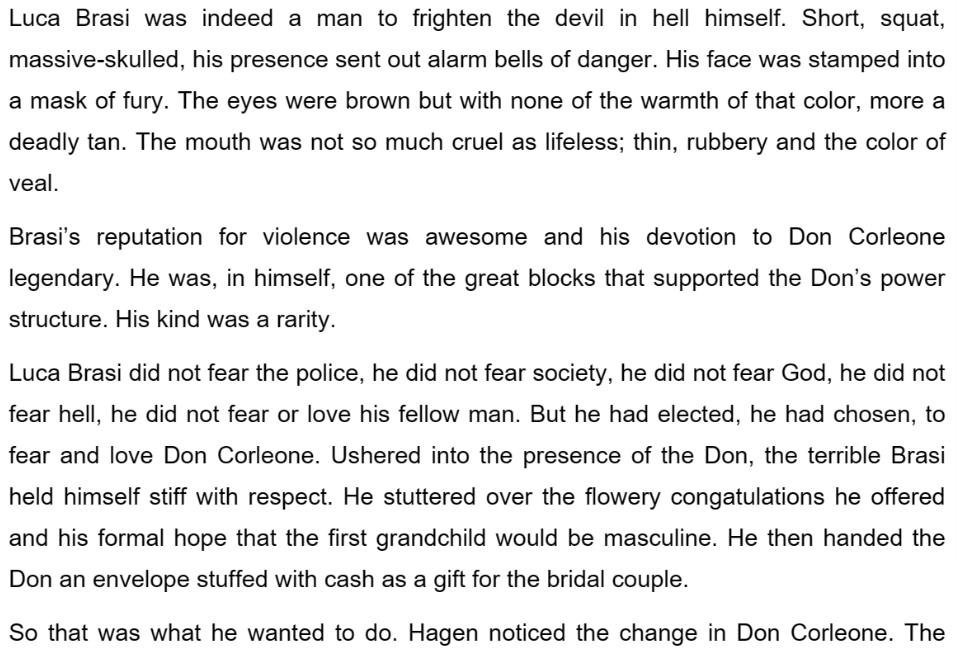 Luca Brasi was indeed a man to frighten the devil in hell himself. Short, squat,
massive-skulled, his presence sent out alarm bells of danger. His face was stamped into
a mask of fury. The eyes were brown but with none of the warmth of that color, more a
deadly tan. The mouth was not so much cruel as lifeless; thin, rubbery and the color of
veal.
Brasi’s reputation for violence was awesome and his devotion to Don Corleone
legendary. He was, in himself, one of the great blocks that supported the Don’s power
structure. His kind was a rarity.
Luca Brasi did not fear the police, he did not fear society, he did not fear God, he did not
fear hell, he did not fear or love his fellow man. But he had elected, he had chosen, to
fear and love Don Corleone. Ushered into the presence of the Don, the terrible Brasi
held himself stiff with respect. He stuttered over the flowery congatulations he offered
and his formal hope that the first grandchild would be masculine. He then handed the
Don an envelope stuffed with cash as a gift for the bridal couple.
So that was what he wanted to do. Hagen noticed the change in Don Corleone. The